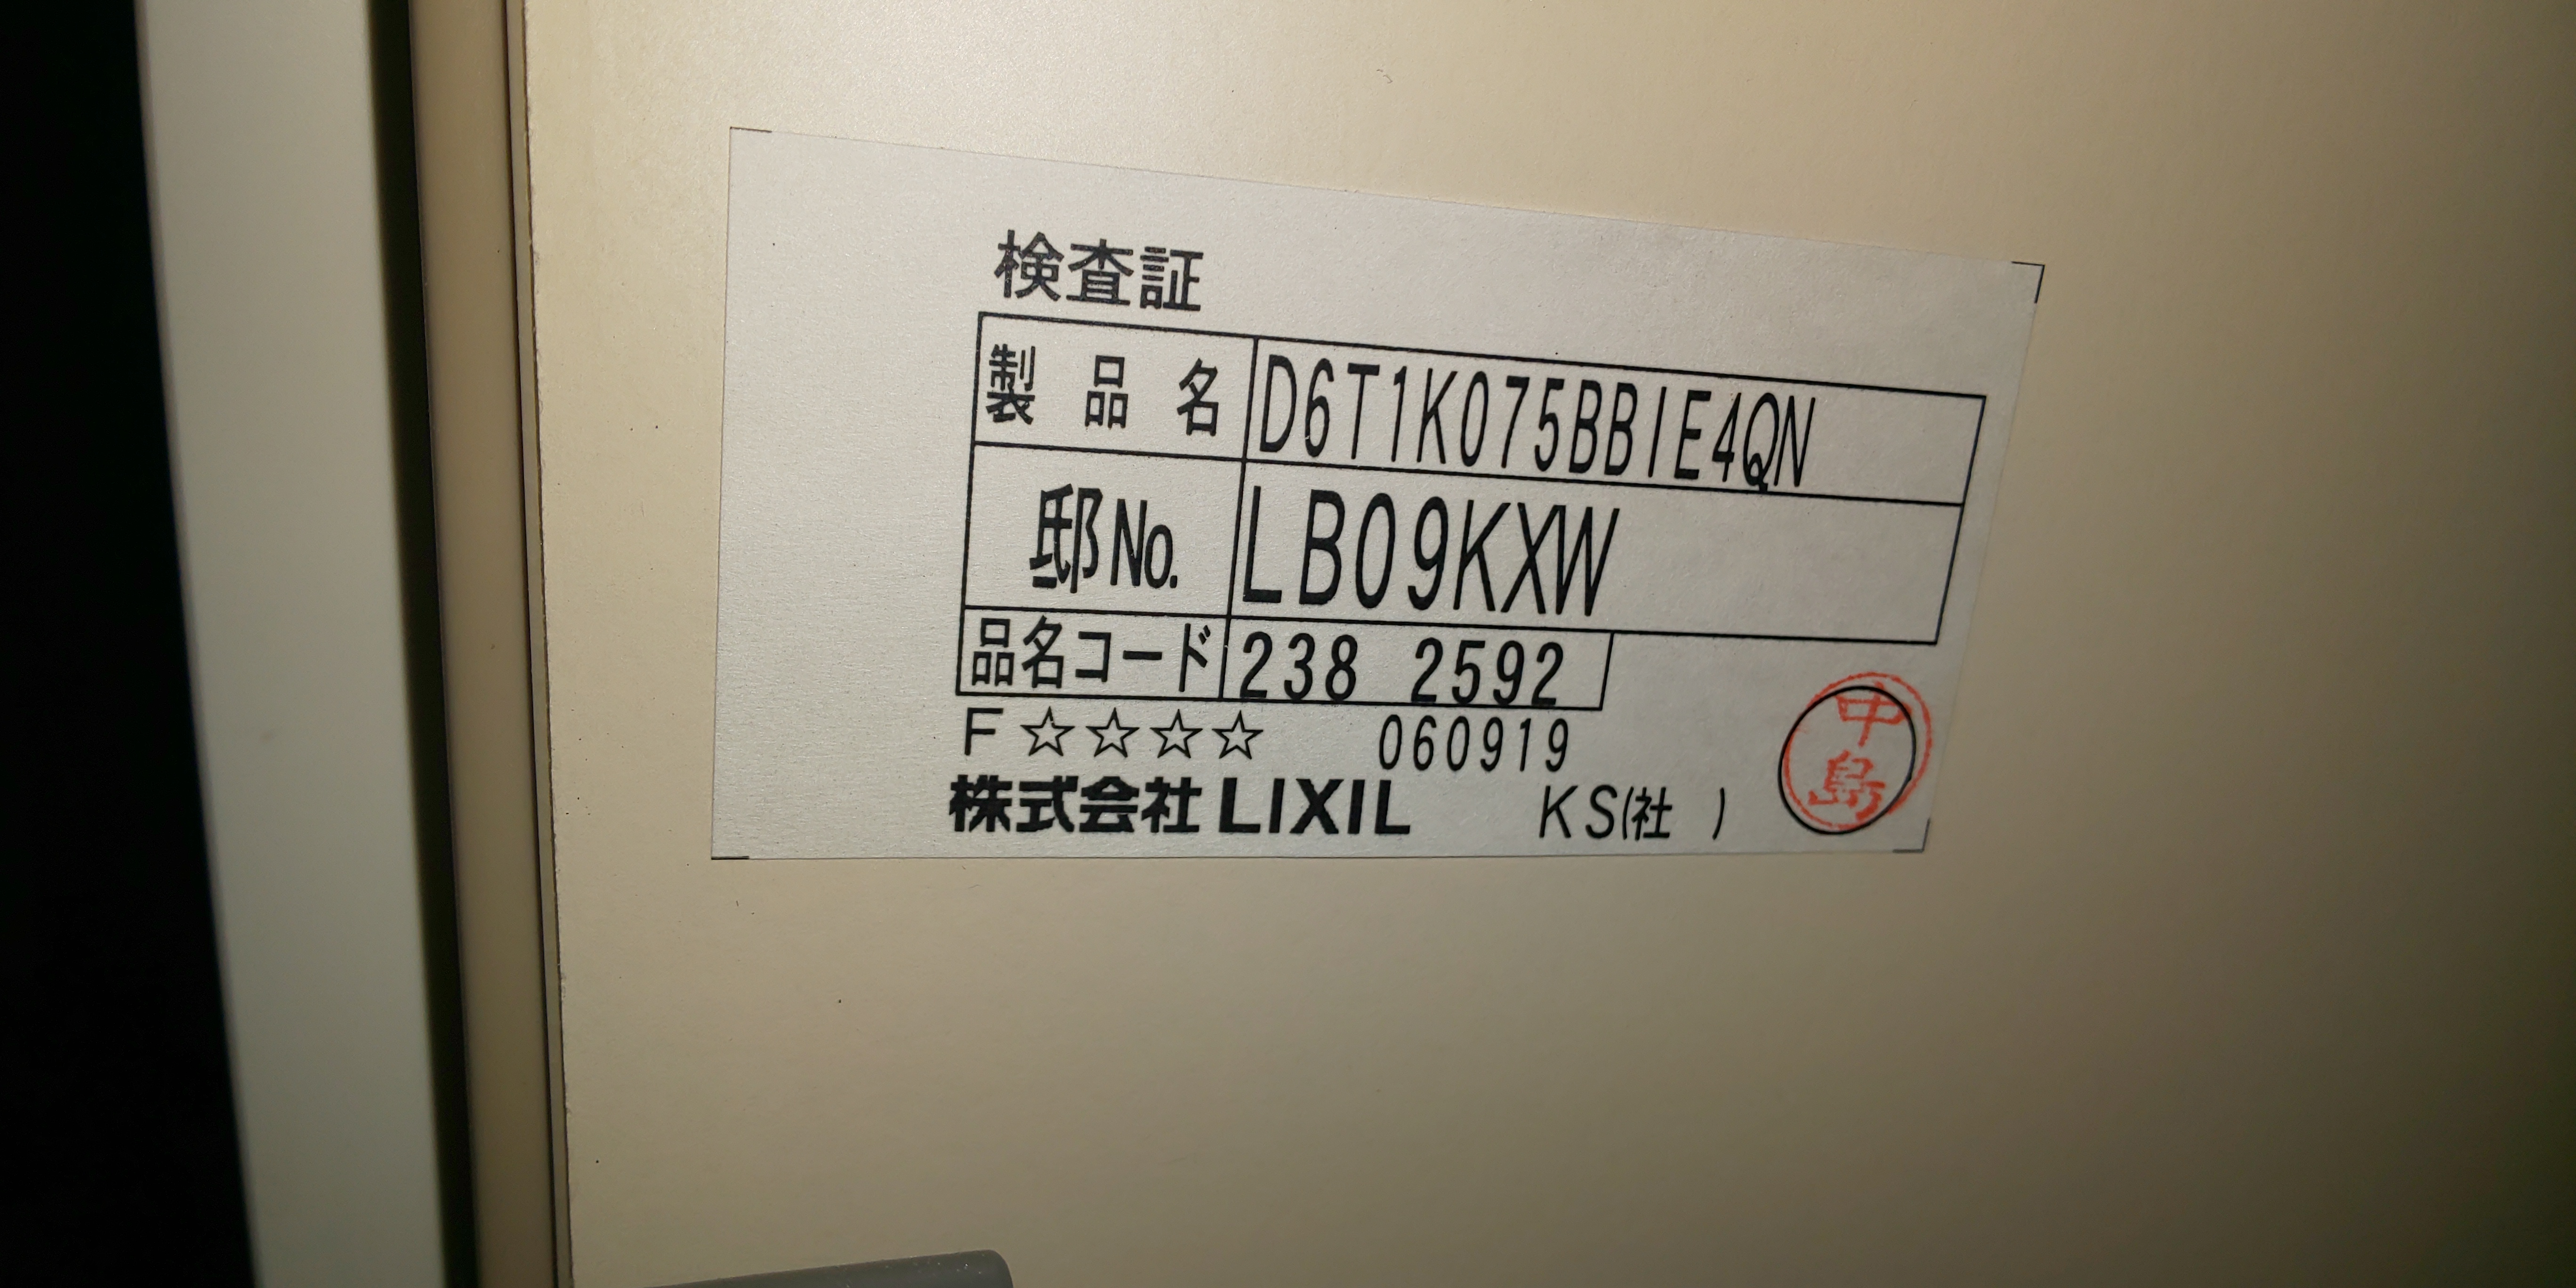 検査証
製品名 D6T1K075BBIE4QN
邸No. LB09KXW
品名コード 238 2592
F☆☆☆☆ 060919
株式会社LIXIL KS(社 )
中島